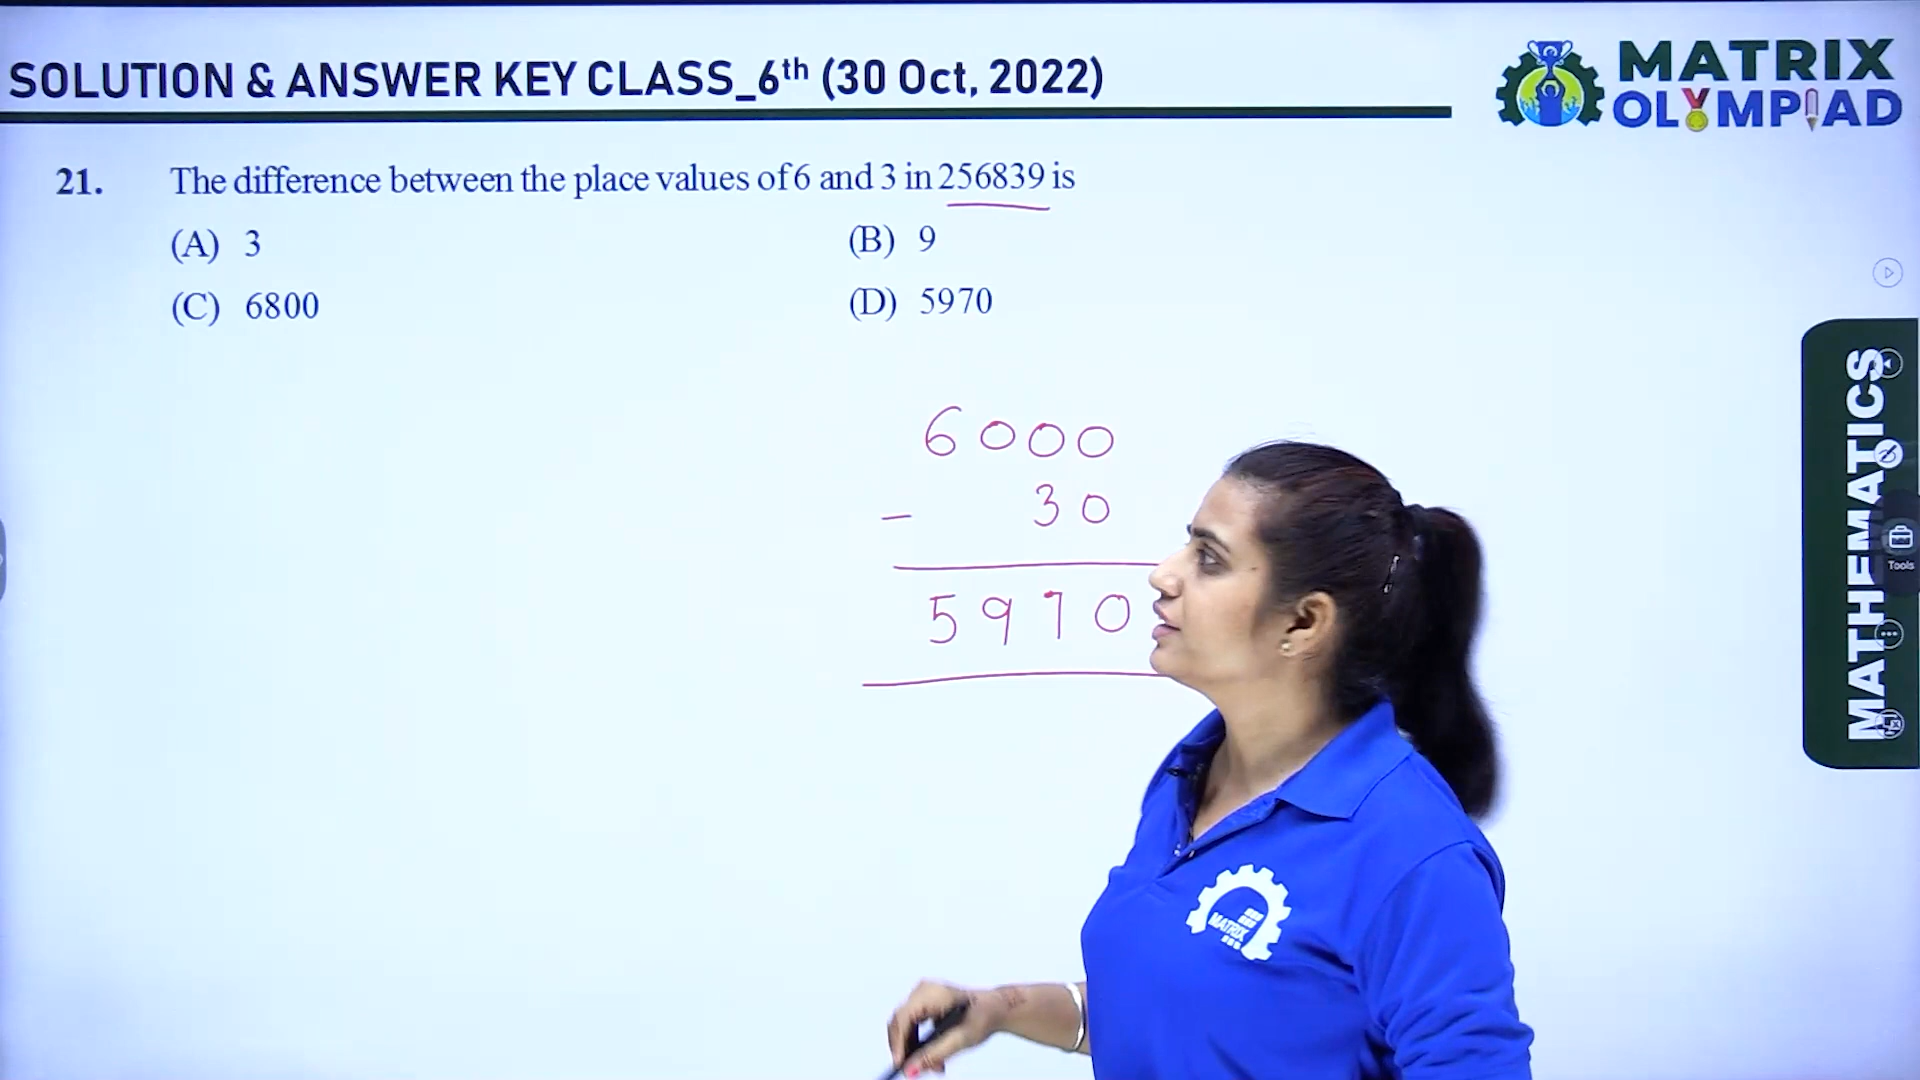 SOLUTION & ANSWER KEY CLASS_6th (30 Oct, 2022)
MATRIX
OLYMPIAD
21. The difference between the place values of 6 and 3 in 256839 is
(A) 3
(B) 9
(C) 6800
(D) 5970
6000
- 30
5970
MATHEMATICS
Tools
MATRIX